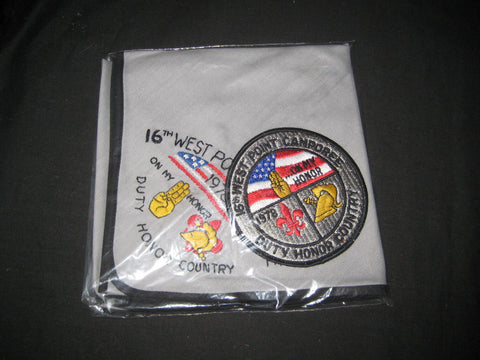 16TH WEST PO
197
ON MY HONOR
DUTY HONOR COUNTRY
16TH WEST POINT CAMPOREE
ON MY
HONOR
1978
DUTY HONOR COUNTRY